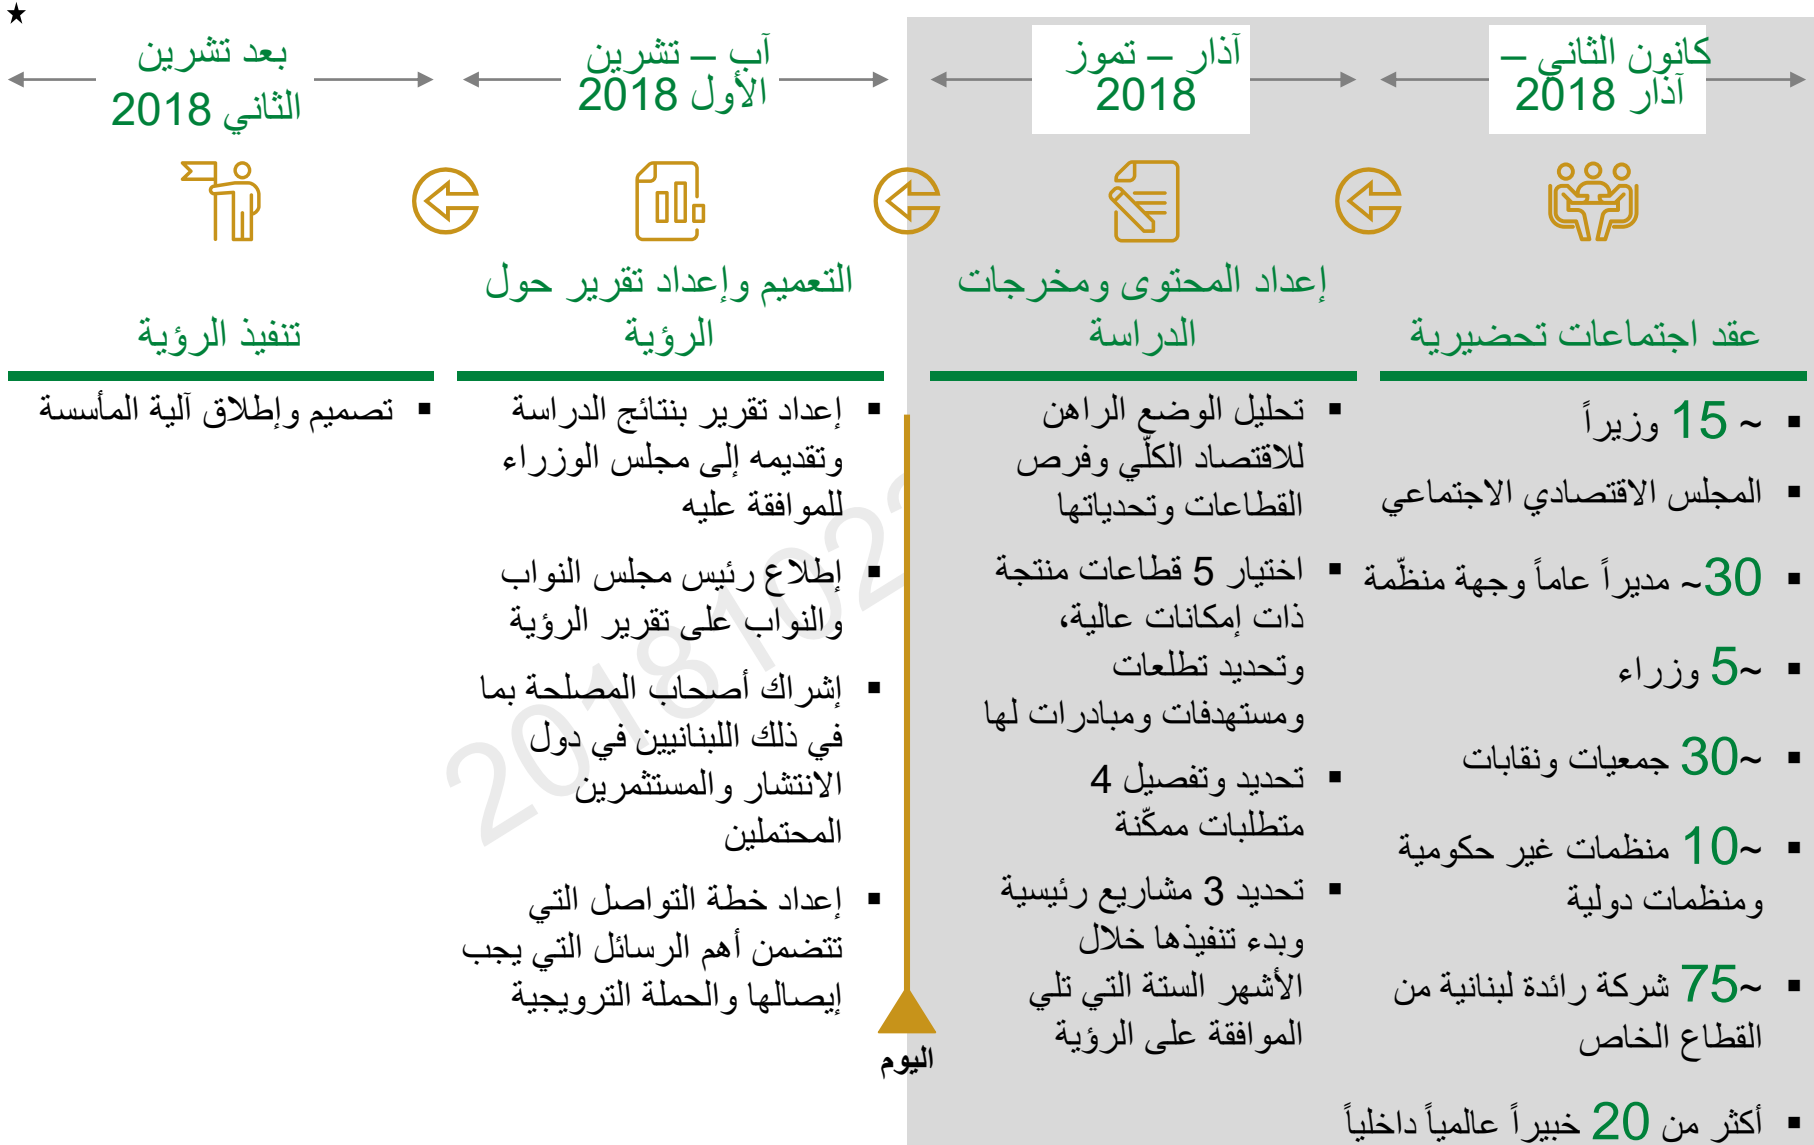 ★
كانون الثاني –
آذار 2018
عقد اجتماعات تحضيرية
~ 15 وزيراً
المجلس الاقتصادي الاجتماعي
~30 مديراً عاماً وجهة منظّمة
~5 وزراء
~30 جمعيات ونقابات
~10 منظمات غير حكومية
ومنظمات دولية
~75 شركة رائدة لبنانية من
القطاع الخاص
أكثر من 20 خبيراً عالمياً داخلياً
آذار – تموز
2018
إعداد المحتوى ومخرجات
الدراسة
تحليل الوضع الراهن
للاقتصاد الكلّي وفرص
القطاعات وتحدياتها
اختيار 5 قطاعات منتجة
ذات إمكانات عالية،
وتحديد تطلعات
ومستهدفات ومبادرات لها
تحديد وتفصيل 4
متطلبات ممكّنة
تحديد 3 مشاريع رئيسية
وبدء تنفيذها خلال
الأشهر الستة التي تلي
الموافقة على الرؤية
آب – تشرين
الأول 2018
التعميم وإعداد تقرير حول
الرؤية
إعداد تقرير بنتائج الدراسة
وتقديمه إلى مجلس الوزراء
للموافقة عليه
إطلاع رئيس مجلس النواب
والنواب على تقرير الرؤية
إشراك أصحاب المصلحة بما
في ذلك اللبنانيين في دول
الانتشار والمستثمرين
المحتملين
إعداد خطة التواصل التي
تتضمن أهم الرسائل التي يجب
إيصالها والحملة الترويجية
اليوم
بعد تشرين
الثاني 2018
تنفيذ الرؤية
تصميم وإطلاق آلية المأسسة
2018102